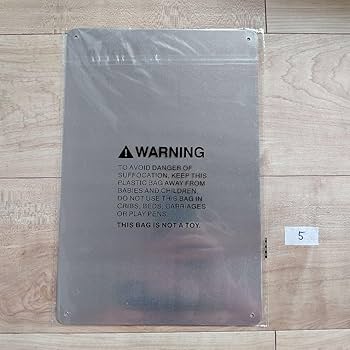 ⚠WARNING
TO AVOID DANGER OF
SUFFOCATION, KEEP THIS
PLASTIC BAG AWAY FROM
BABIES AND CHILDREN.
DO NOT USE THIS BAG IN
CRIBS, BEDS, CARRIAGES
OR PLAY PENS.
THIS BAG IS NOT A TOY.
5